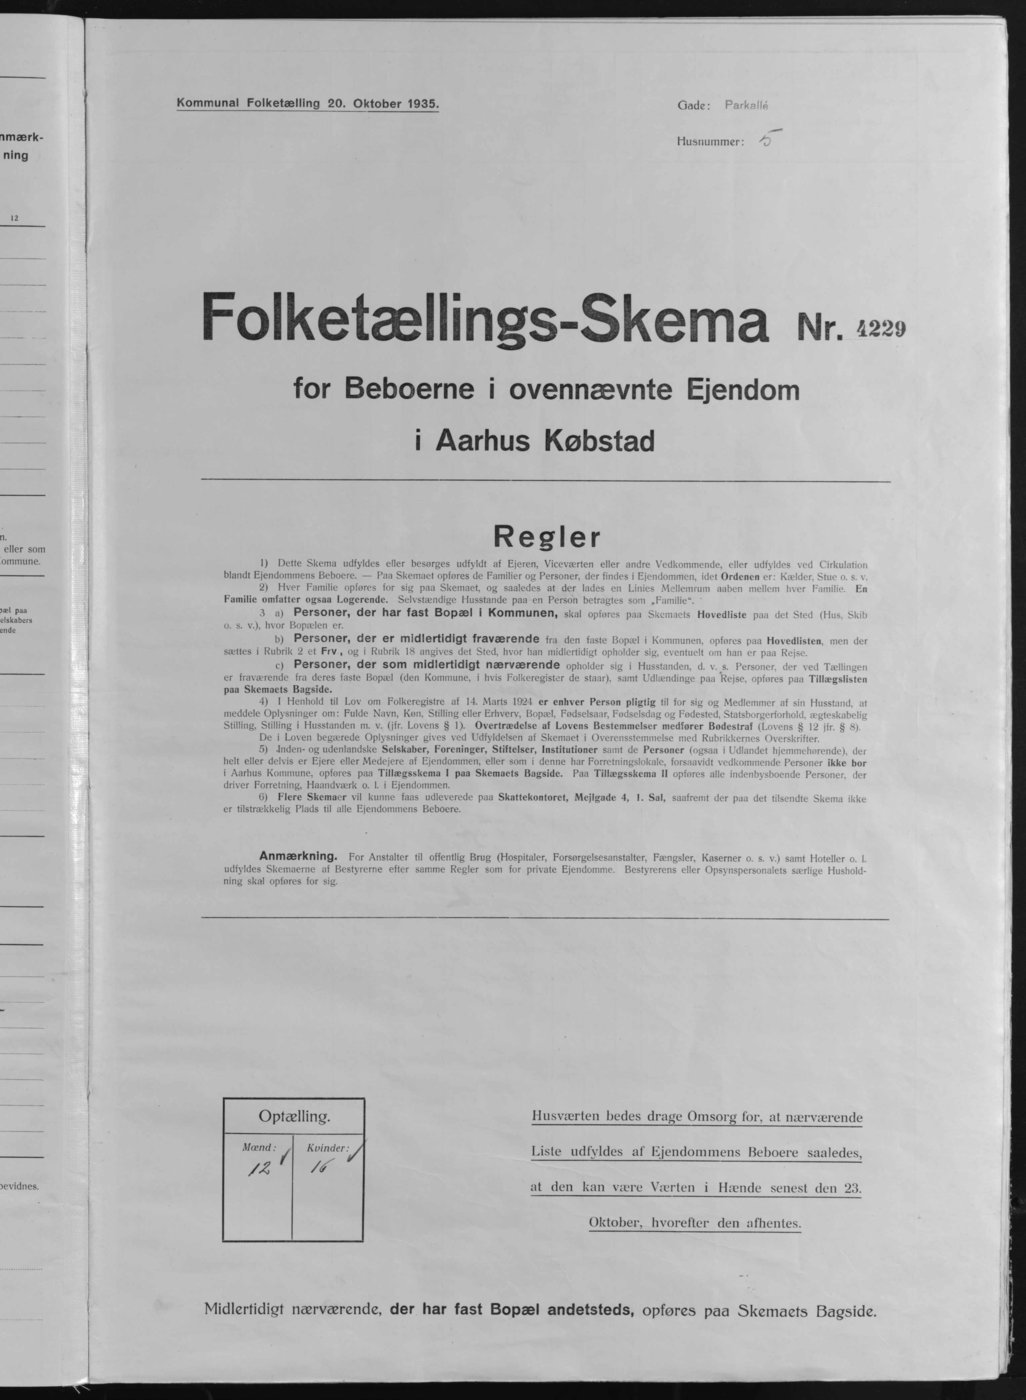 nmærk-
ning
12
n.
eller som
ommune.
pæl paa
elskabers
ende
bevidnes.
Kommunal Folketælling 20. Oktober 1935.
Gade: Parkallé
Husnummer: 5
Folketællings-Skema Nr. 4229
for Beboerne i ovennævnte Ejendom
i Aarhus Købstad
Regler
1) Dette Skema udfyldes eller besørges udfyldt af Ejeren, Viceværten eller andre Vedkommende, eller udfyldes ved Cirkulation
blandt Ejendommens Beboere. — Paa Skemaet opføres de Familier og Personer, der findes i Ejendommen, idet Ordenen er: Kælder, Stue o. s. v.
2) Hver Familie opføres for sig paa Skemaet, og saaledes at der lades en Linies Mellemrum aaben mellem hver Familie. En
Familie omfatter ogsaa Logerende. Selvstændige Husstande paa en Person betragtes som „Familie“.
3 a) Personer, der har fast Bopæl i Kommunen, skal opføres paa Skemaets Hovedliste paa det Sted (Hus, Skib
o. s. v.), hvor Bopælen er.
b) Personer, der er midlertidigt fraværende fra den faste Bopæl i Kommunen, opføres paa Hovedlisten, men der
sættes i Rubrik 2 et Frv., og i Rubrik 18 angives det Sted, hvor han midlertidigt opholder sig, eventuelt om han er paa Rejse.
c) Personer, der som midlertidigt nærværende opholder sig i Husstanden, d. v. s. Personer, der ved Tællingen
er fraværende fra deres faste Bopæl (den Kommune, i hvis Folkeregister de staar), samt Udlændinge paa Rejse, opføres paa Tillægslisten
paa Skemaets Bagside.
4) I Henhold til Lov om Folkeregistre af 14. Marts 1924 er enhver Person pligtig til for sig og Medlemmer af sin Husstand, at
meddele Oplysninger om: Fulde Navn, Køn, Stilling eller Erhverv, Bopæl, Fødselsaar, Fødselsdag og Fødested, Statsborgerforhold, ægteskabelig
Stilling, Stilling i Husstanden m. v. (jfr. Lovens § 1). Overtrædelse af Lovens Bestemmelser medfører Bødestraf (Lovens § 12 jfr. § 8).
De i Loven begærede Oplysninger gives ved Udfyldelsen af Skemaet i Overensstemmelse med Rubrikkernes Overskrifter.
5) Inden- og udenlandske Selskaber, Foreninger, Stiftelser, Institutioner samt de Personer (ogsaa i Udlandet hjemmehørende), der
helt eller delvis er Ejere eller Medejere af Ejendommen, eller som i denne har Forretningslokale, forsaavidt vedkommende Personer ikke bor
i Aarhus Kommune, opføres paa Tillægsskema I paa Skemaets Bagside. Paa Tillægsskema II opføres alle indenbysboende Personer, der
driver Forretning, Haandværk o. l. i Ejendommen.
6) Flere Skemaer vil kunne faas udleverede paa Skattekontoret, Mejlgade 4, 1. Sal, saafremt der paa det tilsendte Skema ikke
er tilstrækkelig Plads til alle Ejendommens Beboere.
Anmærkning. For Anstalter til offentlig Brug (Hospitaler, Forsørgelsesanstalter, Fængsler, Kaserner o. s. v.) samt Hoteller o. l.
udfyldes Skemaerne af Bestyrerne efter samme Regler som for private Ejendomme. Bestyrerens eller Opsynspersonalets særlige Hushold-
ning skal opføres for sig.
Optælling.
Mænd: Kvinder:
12 16
Husværten bedes drage Omsorg for, at nærværende
Liste udfyldes af Ejendommens Beboere saaledes,
at den kan være Værten i Hænde senest den 23.
Oktober, hvorefter den afhentes.
Midlertidigt nærværende, der har fast Bopæl andetsteds, opføres paa Skemaets Bagside.